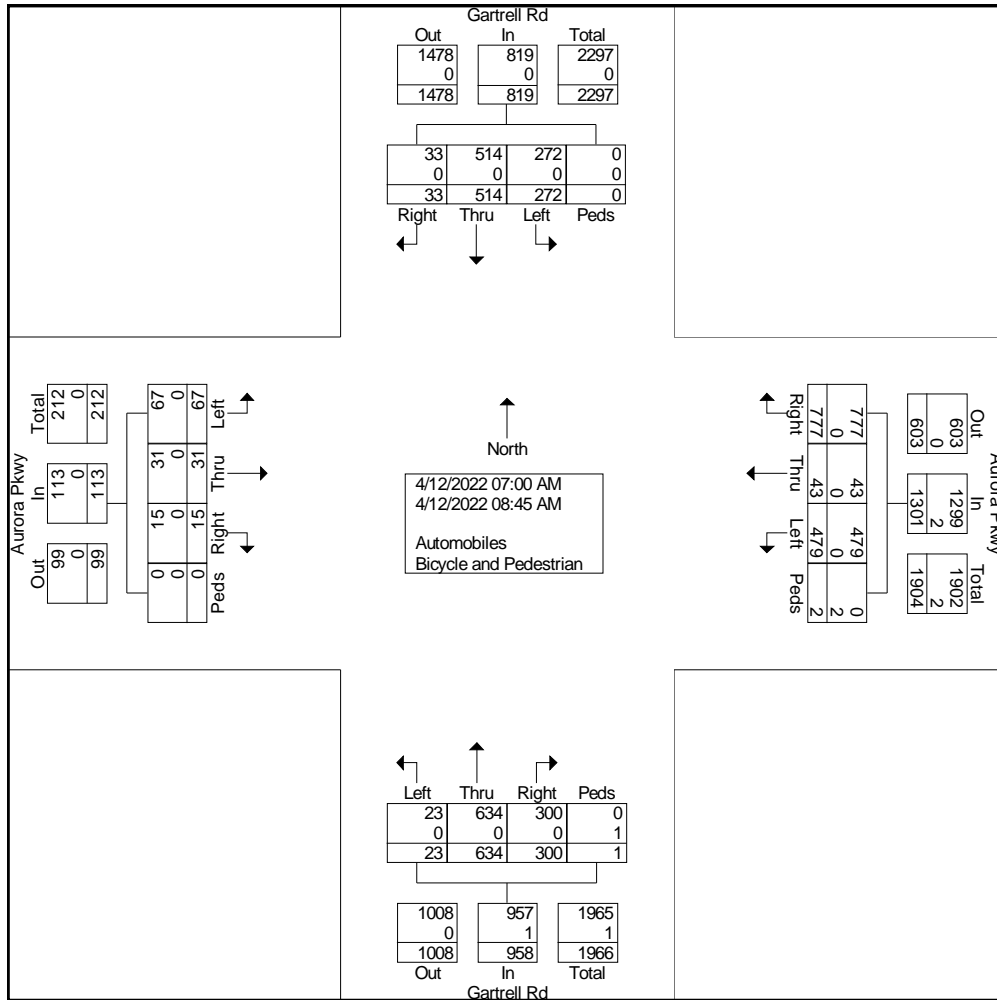 Gartrell Rd
Out In Total
1478 819 2297
0 0 0
1478 819 2297
33 514 272 0
0 0 0 0
33 514 272 0
Right Thru Left Peds
Aurora Pkwy
Total In Out
212 113 99
0 0 0
212 113 99
Left Thru Right Peds
67 31 15 0
0 0 0 0
67 31 15 0
North
4/12/2022 07:00 AM
4/12/2022 08:45 AM
Automobiles
Bicycle and Pedestrian
Right Thru Left Peds
777 43 479 0
0 0 0 2
777 43 479 2
Out In Total
603 1299 1902
0 2 2
603 1301 1904
Aurora Pkwy
Left Thru Right Peds
23 634 300 0
0 0 0 1
23 634 300 1
1008 957 1965
0 1 1
1008 958 1966
Out In Total
Gartrell Rd